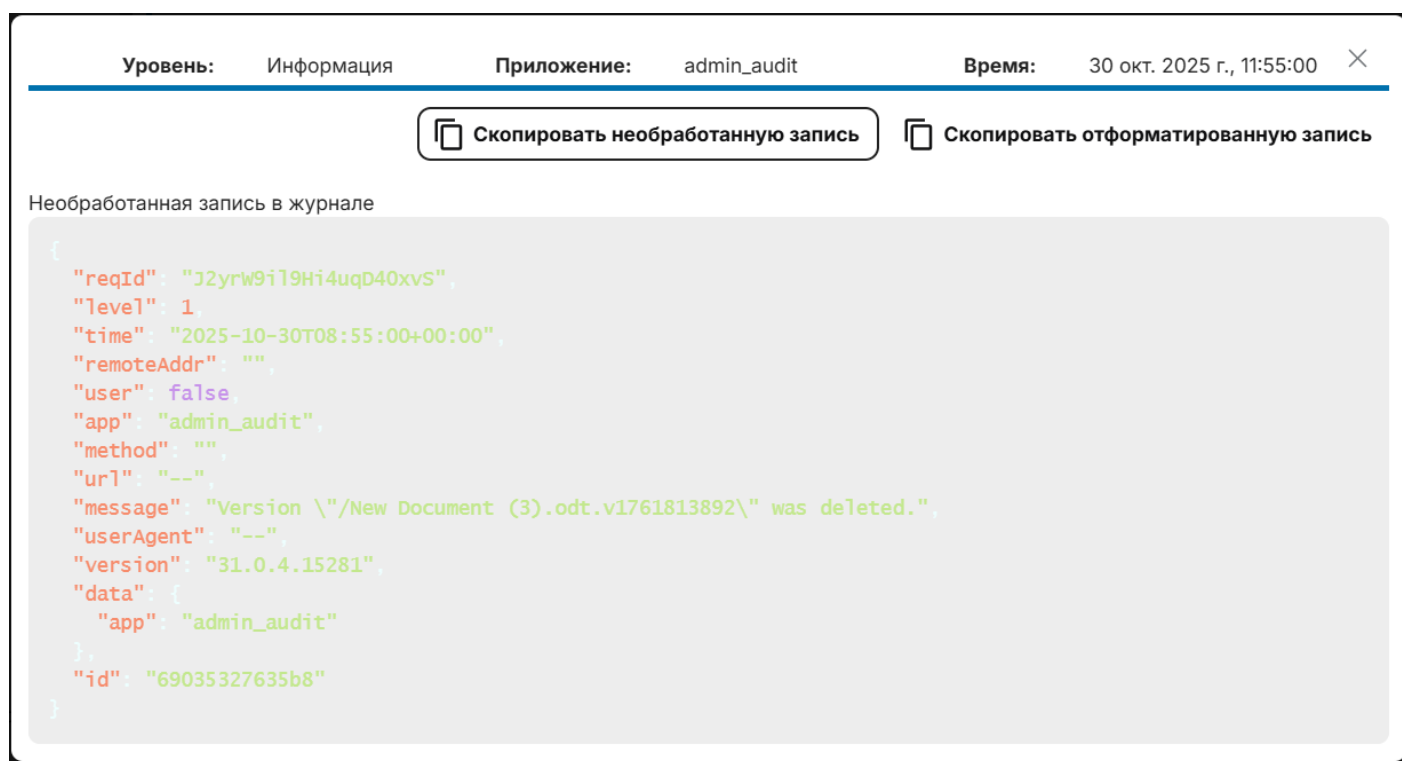 Уровень: Информация Приложение: admin_audit Время: 30 окт. 2025 г., 11:55:00
Скопировать необработанную запись Скопировать отформатированную запись
Необработанная запись в журнале
{
"reqId": "J2yrW9il9Hi4uqD4OxvS",
"level": 1,
"time": "2025-10-30T08:55:00+00:00",
"remoteAddr": "",
"user": false,
"app": "admin_audit",
"method": "",
"url": "--",
"message": "Version \"/New Document (3).odt.v1761813892\" was deleted.",
"userAgent": "--",
"version": "31.0.4.15281",
"data": {
"app": "admin_audit"
},
"id": "69035327635b8"
}